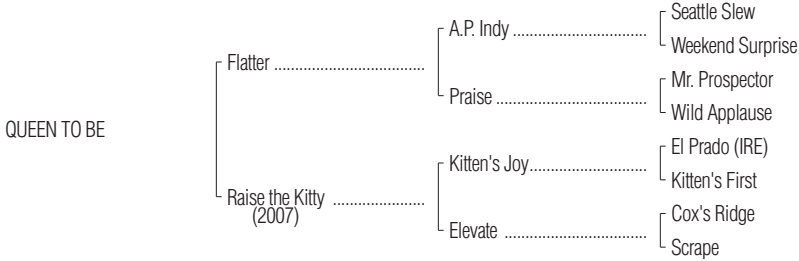 Seattle Slew
A.P. Indy
Weekend Surprise
Flatter
Mr. Prospector
Praise
Wild Applause
QUEEN TO BE
El Prado (IRE)
Kitten's Joy
Kitten's First
Raise the Kitty
(2007)
Cox's Ridge
Elevate
Scrape